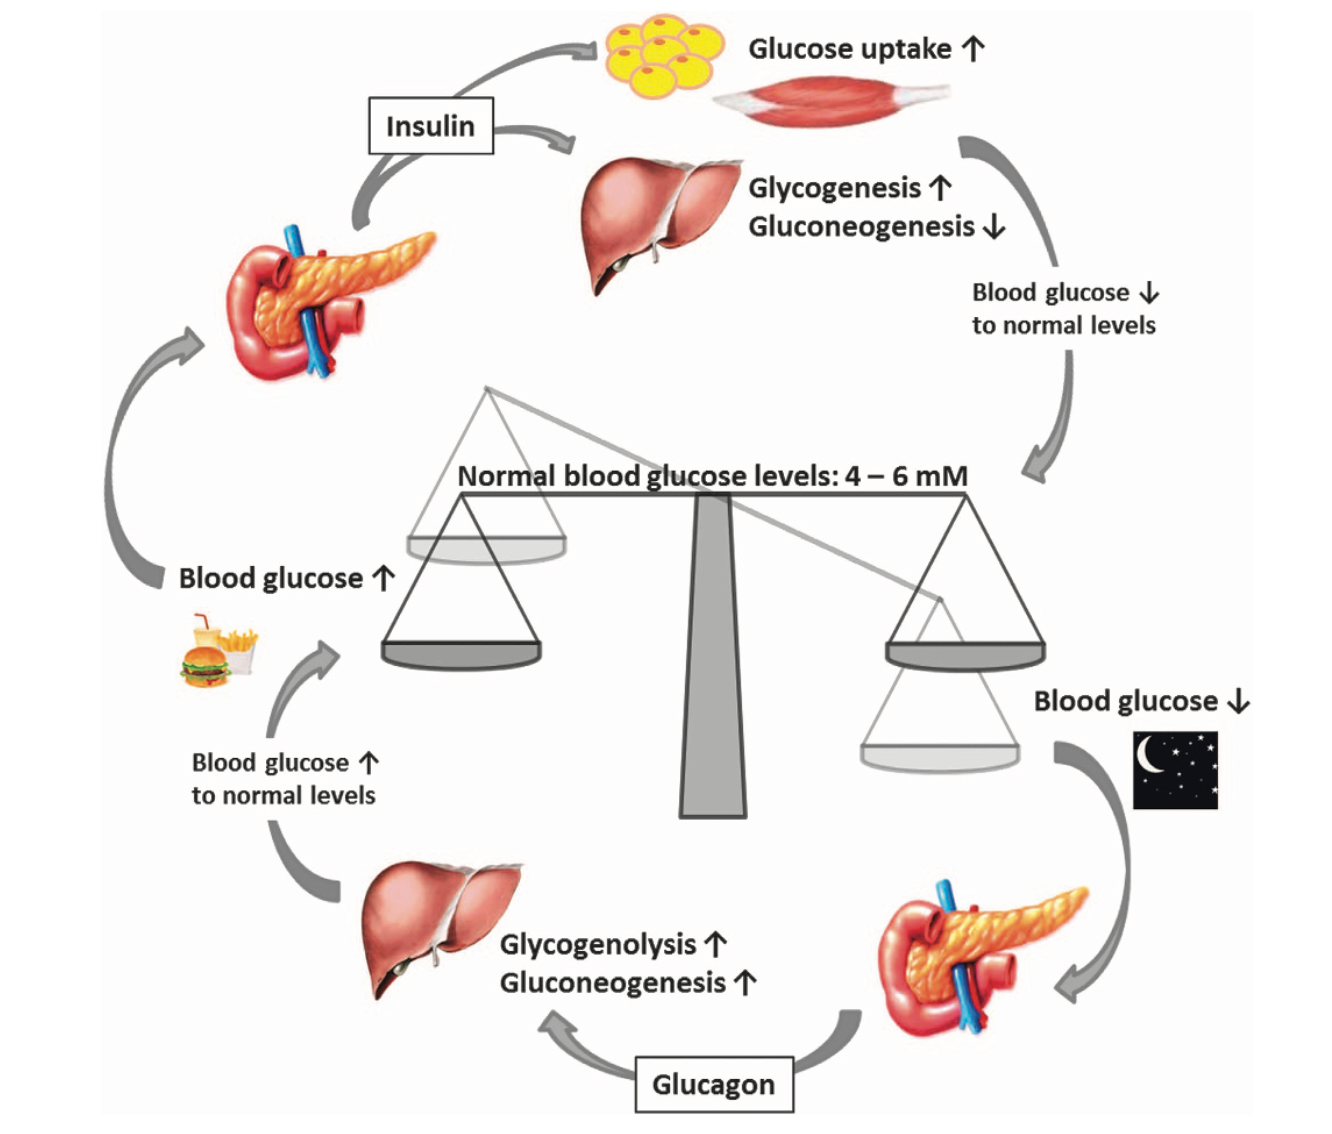 Glucose uptake ↑
Insulin
Glycogenesis ↑
Gluconeogenesis ↓
Blood glucose ↓
to normal levels
Normal blood glucose levels: 4 – 6 mM
Blood glucose ↑
Blood glucose ↓
Blood glucose ↑
to normal levels
Glycogenolysis ↑
Gluconeogenesis ↑
Glucagon